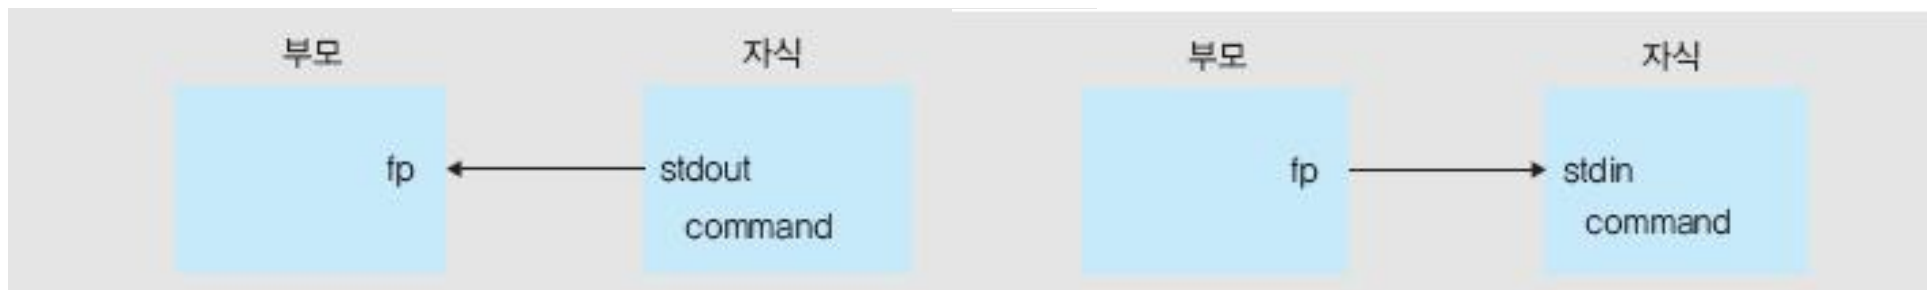 부모 자식 부모 자식
fp stdout fp stdin
command command